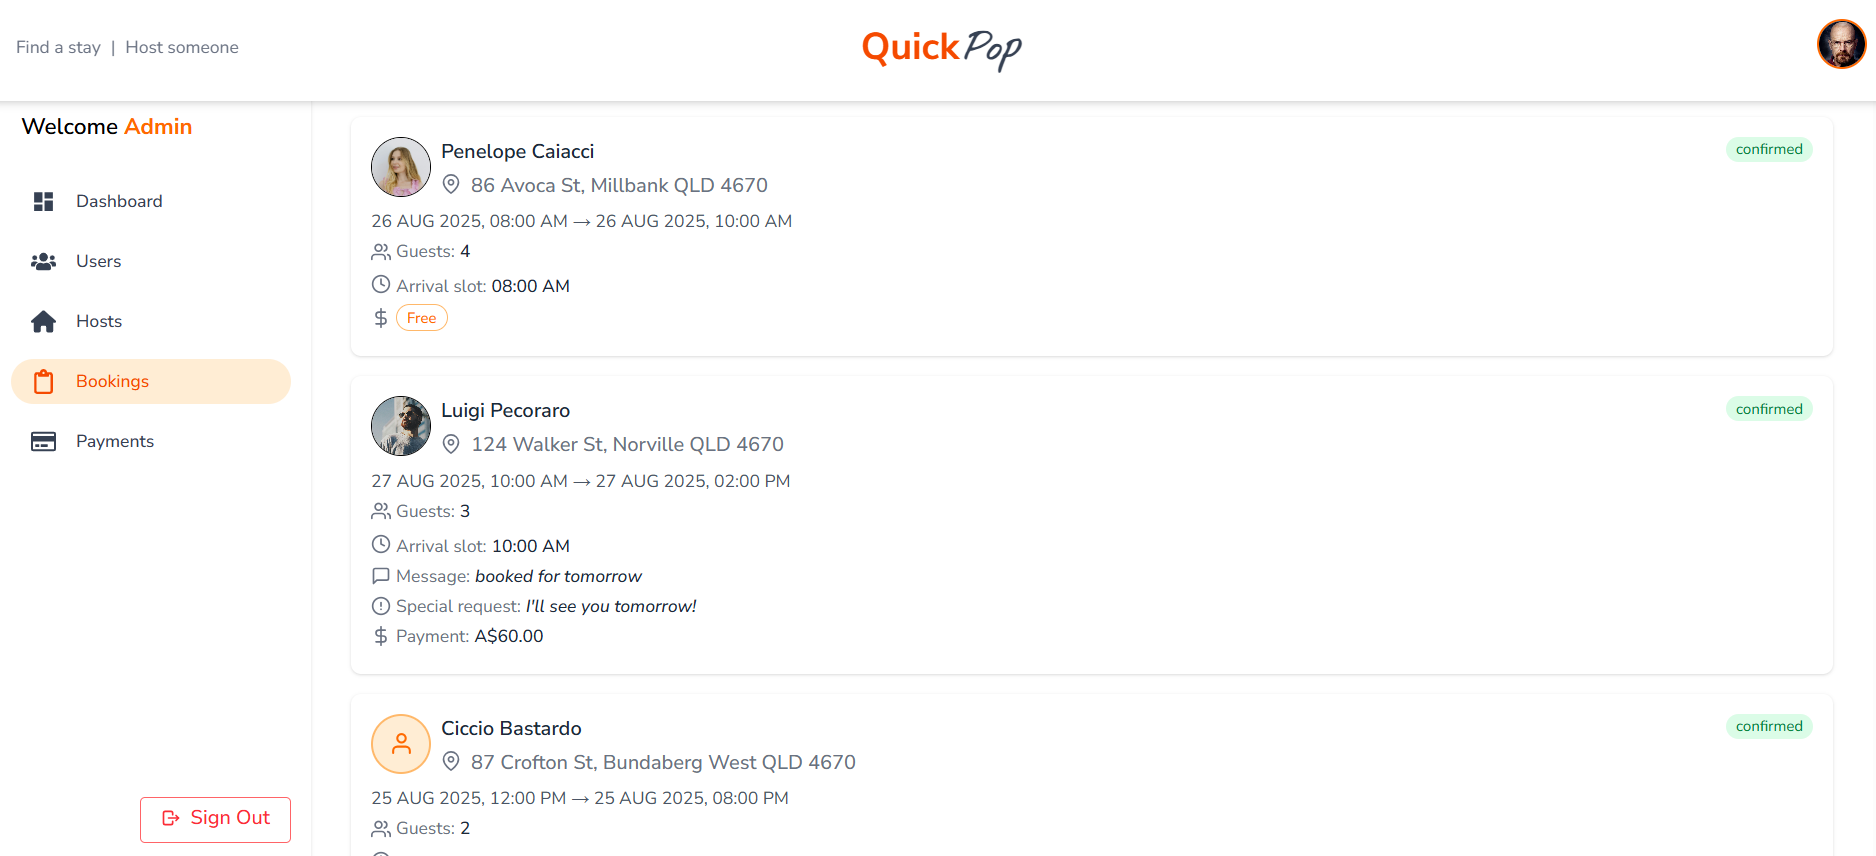 Find a stay | Host someone
QuickPop
Welcome Admin
Dashboard
Users
Hosts
Bookings
Payments
Sign Out
Penelope Caiacci
confirmed
86 Avoca St, Millbank QLD 4670
26 AUG 2025, 08:00 AM → 26 AUG 2025, 10:00 AM
Guests: 4
Arrival slot: 08:00 AM
$ Free
Luigi Pecoraro
confirmed
124 Walker St, Norville QLD 4670
27 AUG 2025, 10:00 AM → 27 AUG 2025, 02:00 PM
Guests: 3
Arrival slot: 10:00 AM
Message: booked for tomorrow
Special request: I'll see you tomorrow!
$ Payment: A$60.00
Ciccio Bastardo
confirmed
87 Crofton St, Bundaberg West QLD 4670
25 AUG 2025, 12:00 PM → 25 AUG 2025, 08:00 PM
Guests: 2